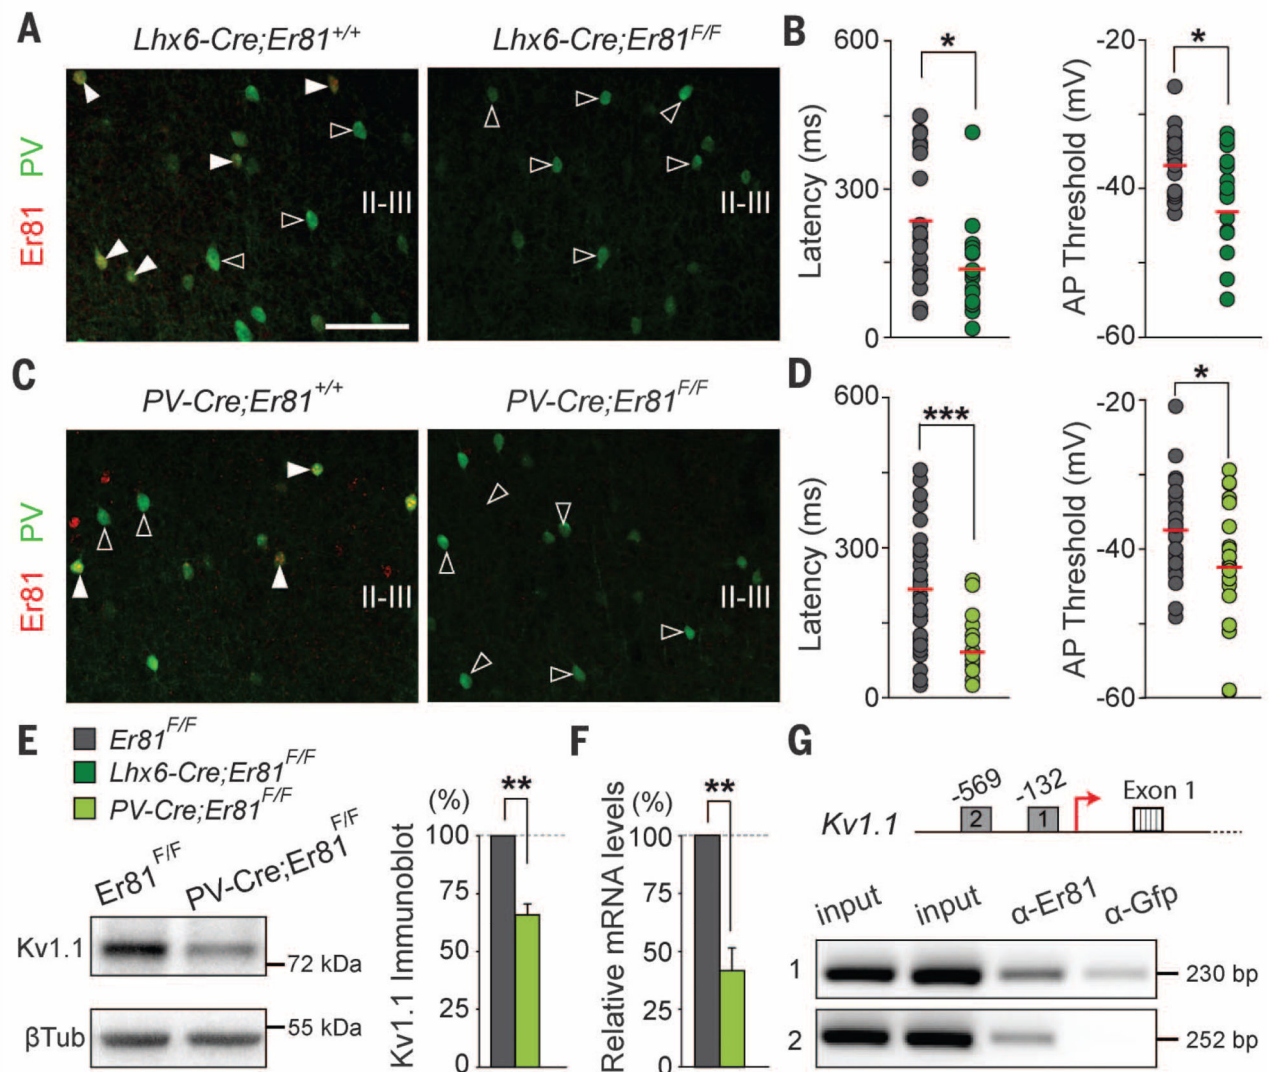 A
Lhx6-Cre;Er81+/+
Lhx6-Cre;Er81F/F
Er81 PV
II-III
II-III
B
600
300
0
Latency (ms)
*
-20
-40
-60
AP Threshold (mV)
*
C
PV-Cre;Er81+/+
PV-Cre;Er81F/F
Er81 PV
II-III
II-III
D
600
300
0
Latency (ms)
***
-20
-40
-60
AP Threshold (mV)
*
E
Er81F/F
Lhx6-Cre;Er81F/F
PV-Cre;Er81F/F
Er81F/F
PV-Cre;Er81F/F
Kv1.1
72 kDa
βTub
55 kDa
(%)
**
100
75
50
25
0
Kv1.1 Immunoblot
F
(%)
**
100
75
50
25
0
Relative mRNA levels
G
-569
-132
Exon 1
Kv1.1
2
1
input
input
α-Er81
α-Gfp
1
230 bp
2
252 bp